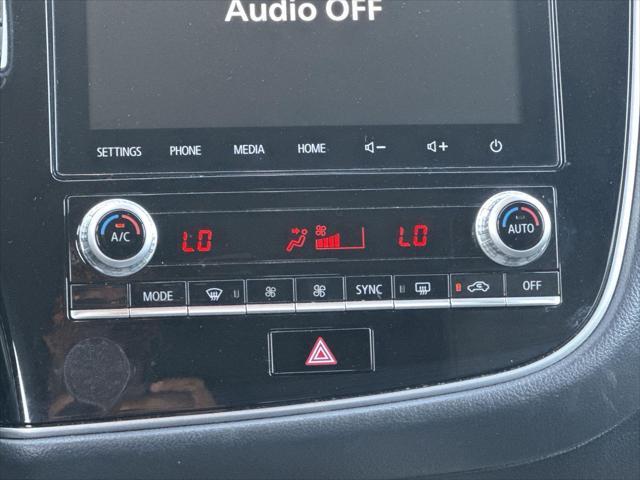 Audio OFF
SETTINGS PHONE MEDIA HOME
A/C LO LO AUTO
MODE SYNC OFF